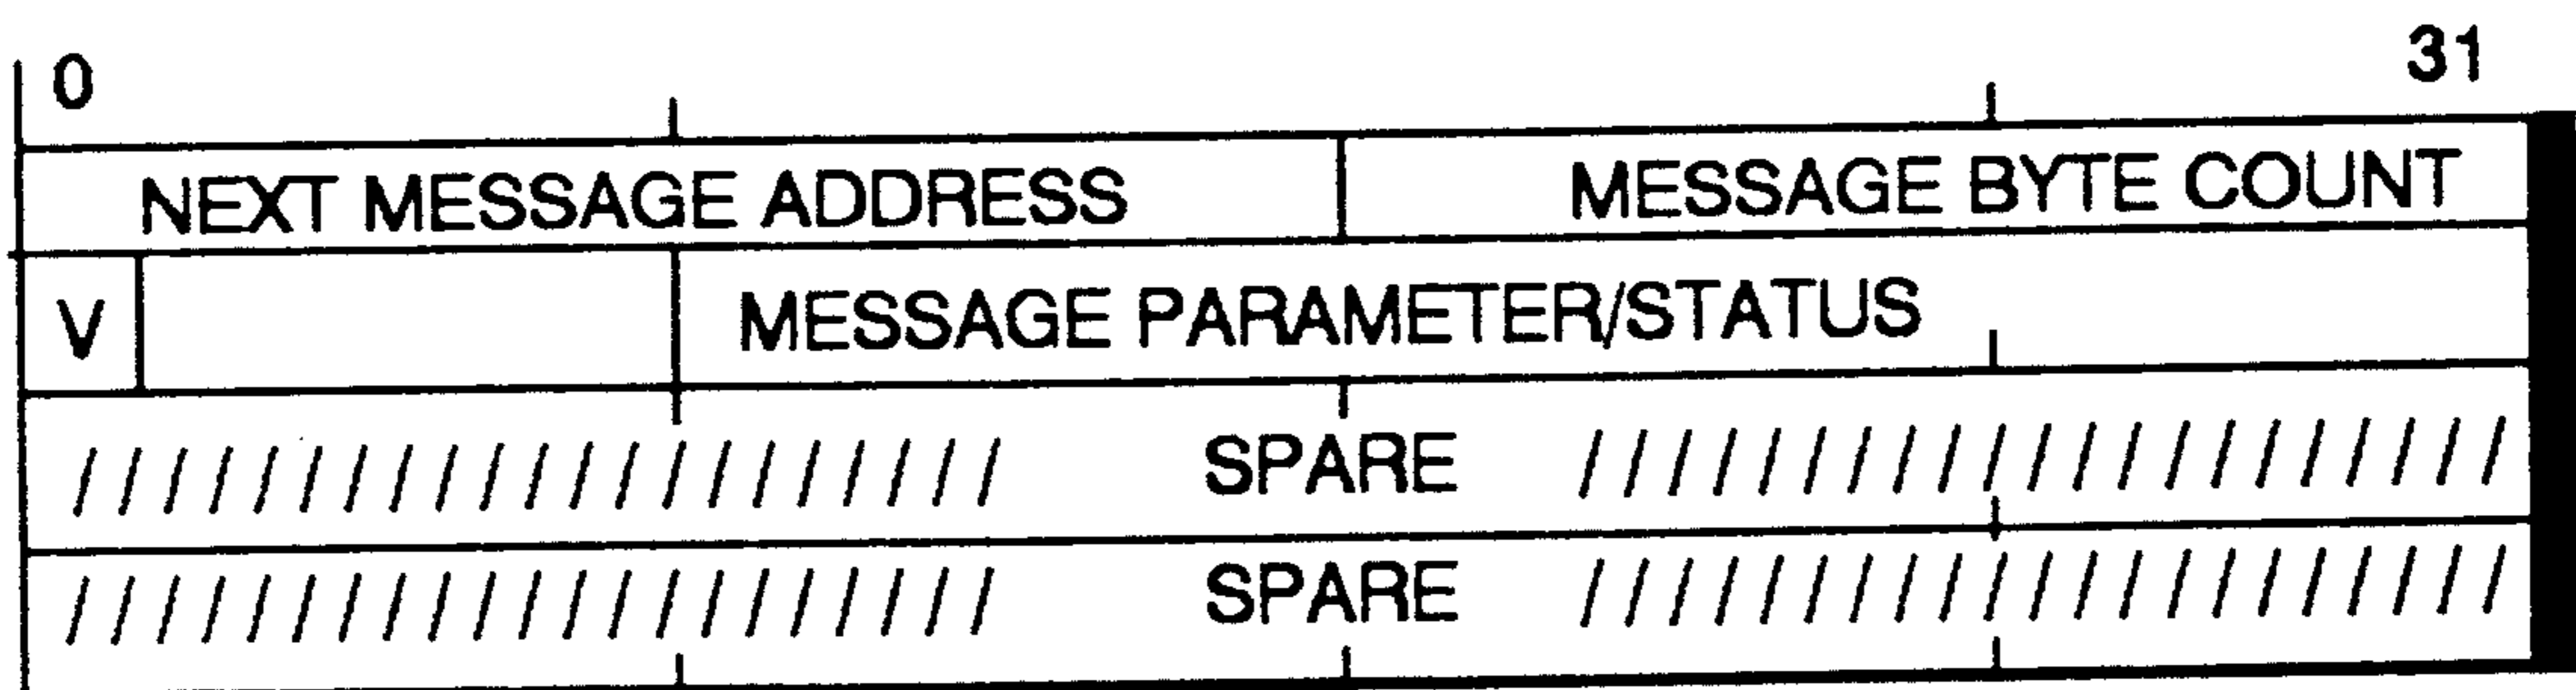 0 31
NEXT MESSAGE ADDRESS MESSAGE BYTE COUNT
V MESSAGE PARAMETER/STATUS
/ / / / / / / / / / / / / / / / / / / / / SPARE / / / / / / / / / / / / / / / / / / / / /
/ / / / / / / / / / / / / / / / / / / / / SPARE / / / / / / / / / / / / / / / / / / / / /